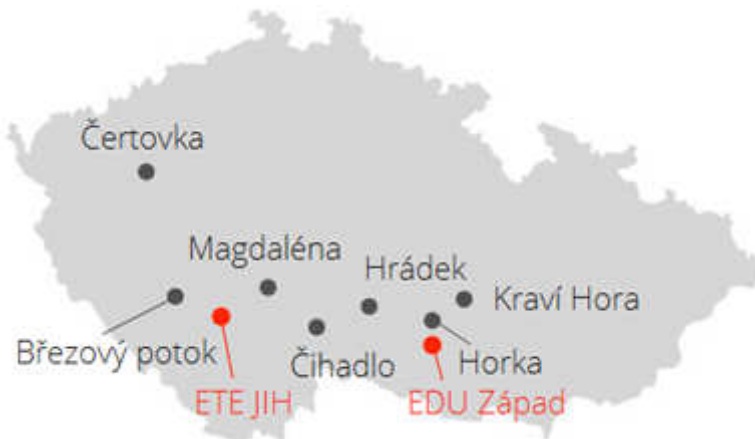 Čertovka
Magdaléna
Hrádek
Kraví Hora
Březový potok
Čihadlo
Horka
ETE JIH
EDU Západ